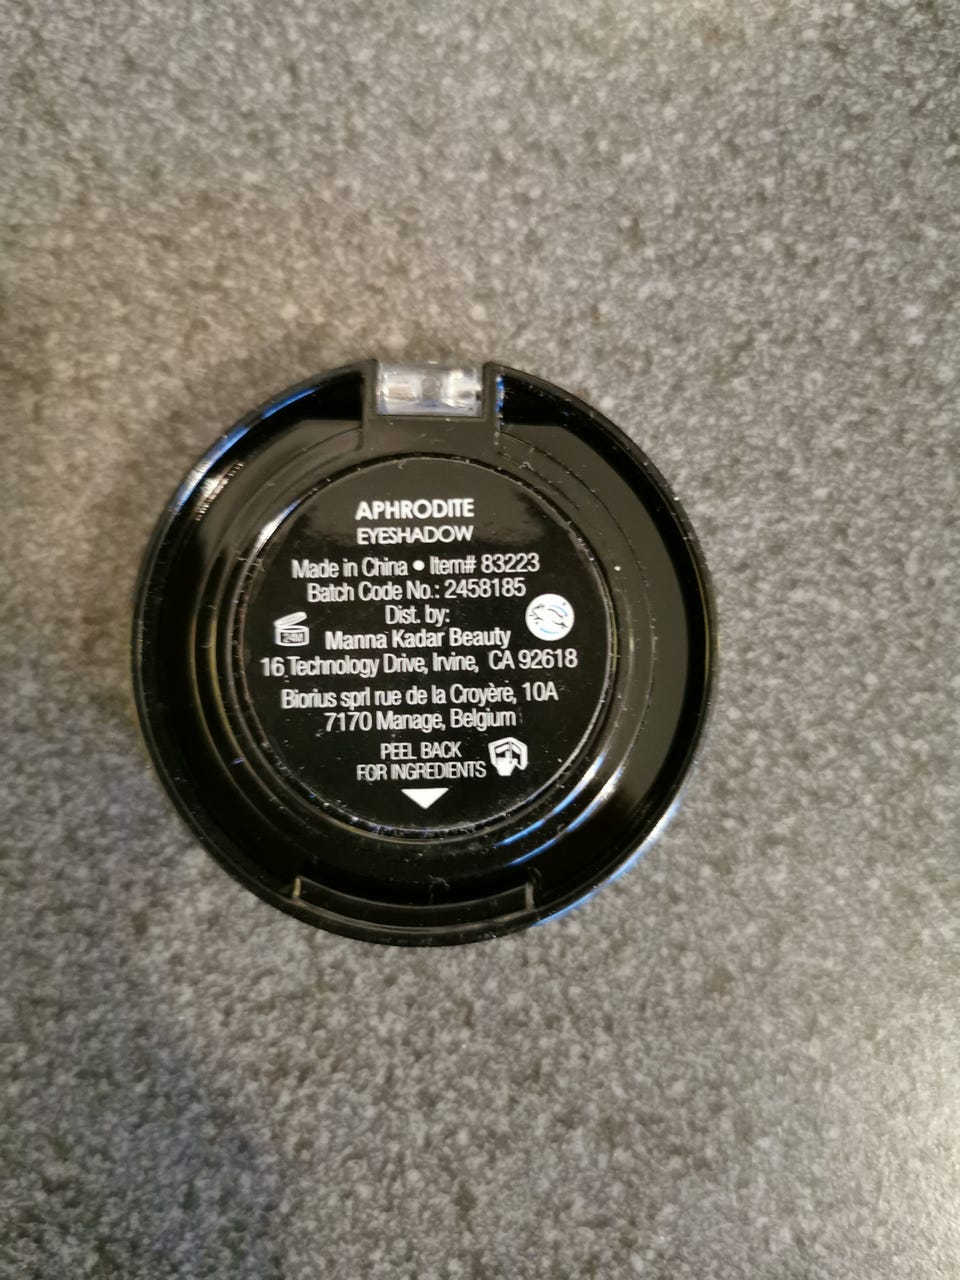 APHRODITE
EYESHADOW
Made in China • Item# 83223
Batch Code No.: 2458185
Dist. by:
24M
Manna Kadar Beauty
16 Technology Drive, Irvine, CA 92618
Biorius sprl rue de la Croyère, 10A
7170 Manage, Belgium
PEEL BACK
FOR INGREDIENTS